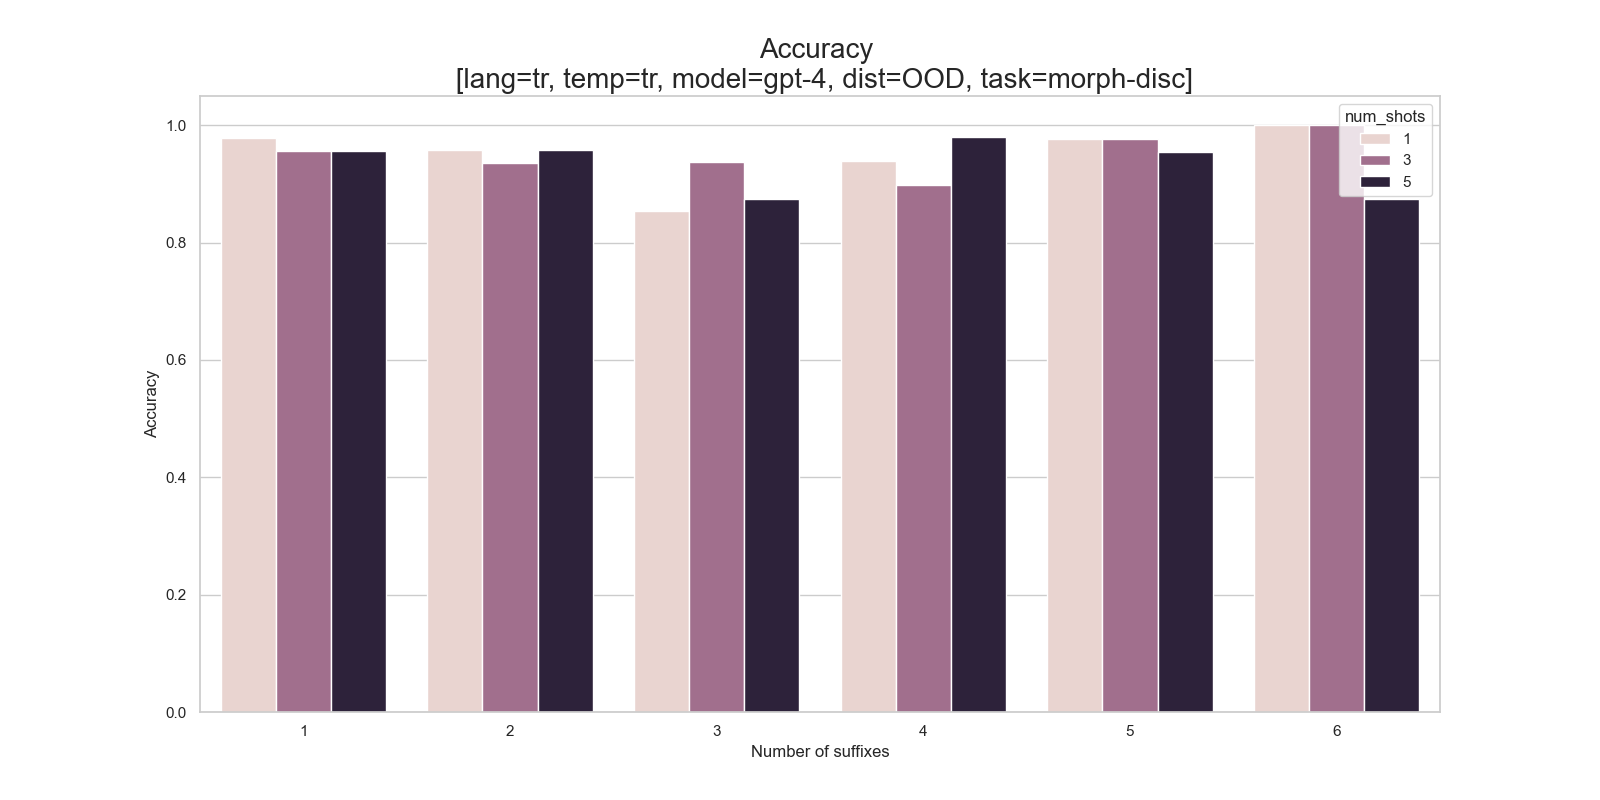 Accuracy
[lang=tr, temp=tr, model=gpt-4, dist=OOD, task=morph-disc]
num_shots
1
3
5
1.0
0.8
0.6
0.4
0.2
0.0
Accuracy
1 2 3 4 5 6
Number of suffixes